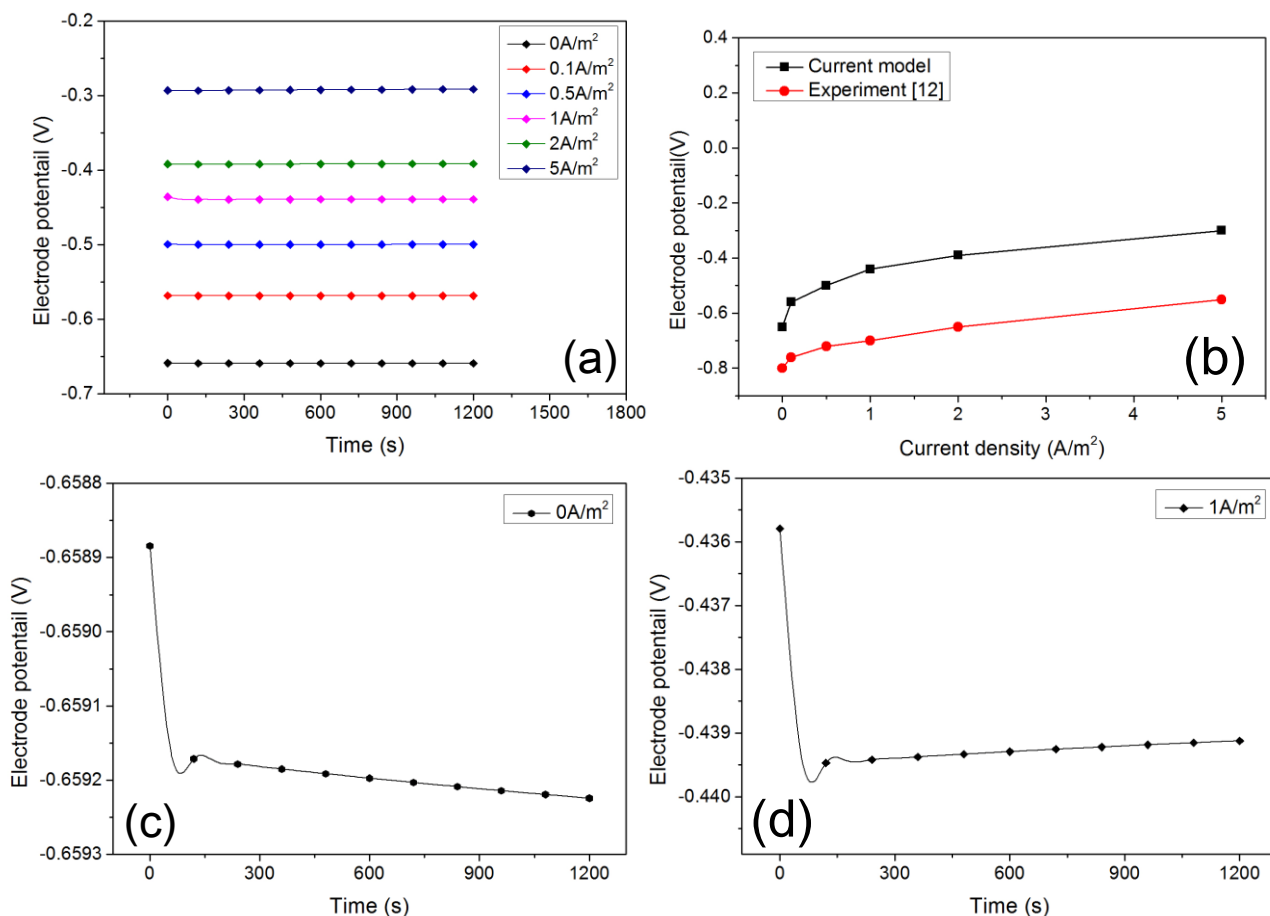 -0.2
-0.3
-0.4
-0.5
-0.6
-0.7
Electrode potentail (V)
0 300 600 900 1200 1500 1800
Time (s)
0A/m²
0.1A/m²
0.5A/m²
1A/m²
2A/m²
5A/m²
(a)
0.4
0.2
0.0
-0.2
-0.4
-0.6
-0.8
Electrode potentail(V)
0 1 2 3 4 5
Current density (A/m²)
Current model
Experiment [12]
(b)
-0.6588
-0.6589
-0.6590
-0.6591
-0.6592
-0.6593
Electrode potentail (V)
0 300 600 900 1200
Time (s)
0A/m²
(c)
-0.435
-0.436
-0.437
-0.438
-0.439
-0.440
Electrode potentail (V)
0 300 600 900 1200
Time (s)
1A/m²
(d)